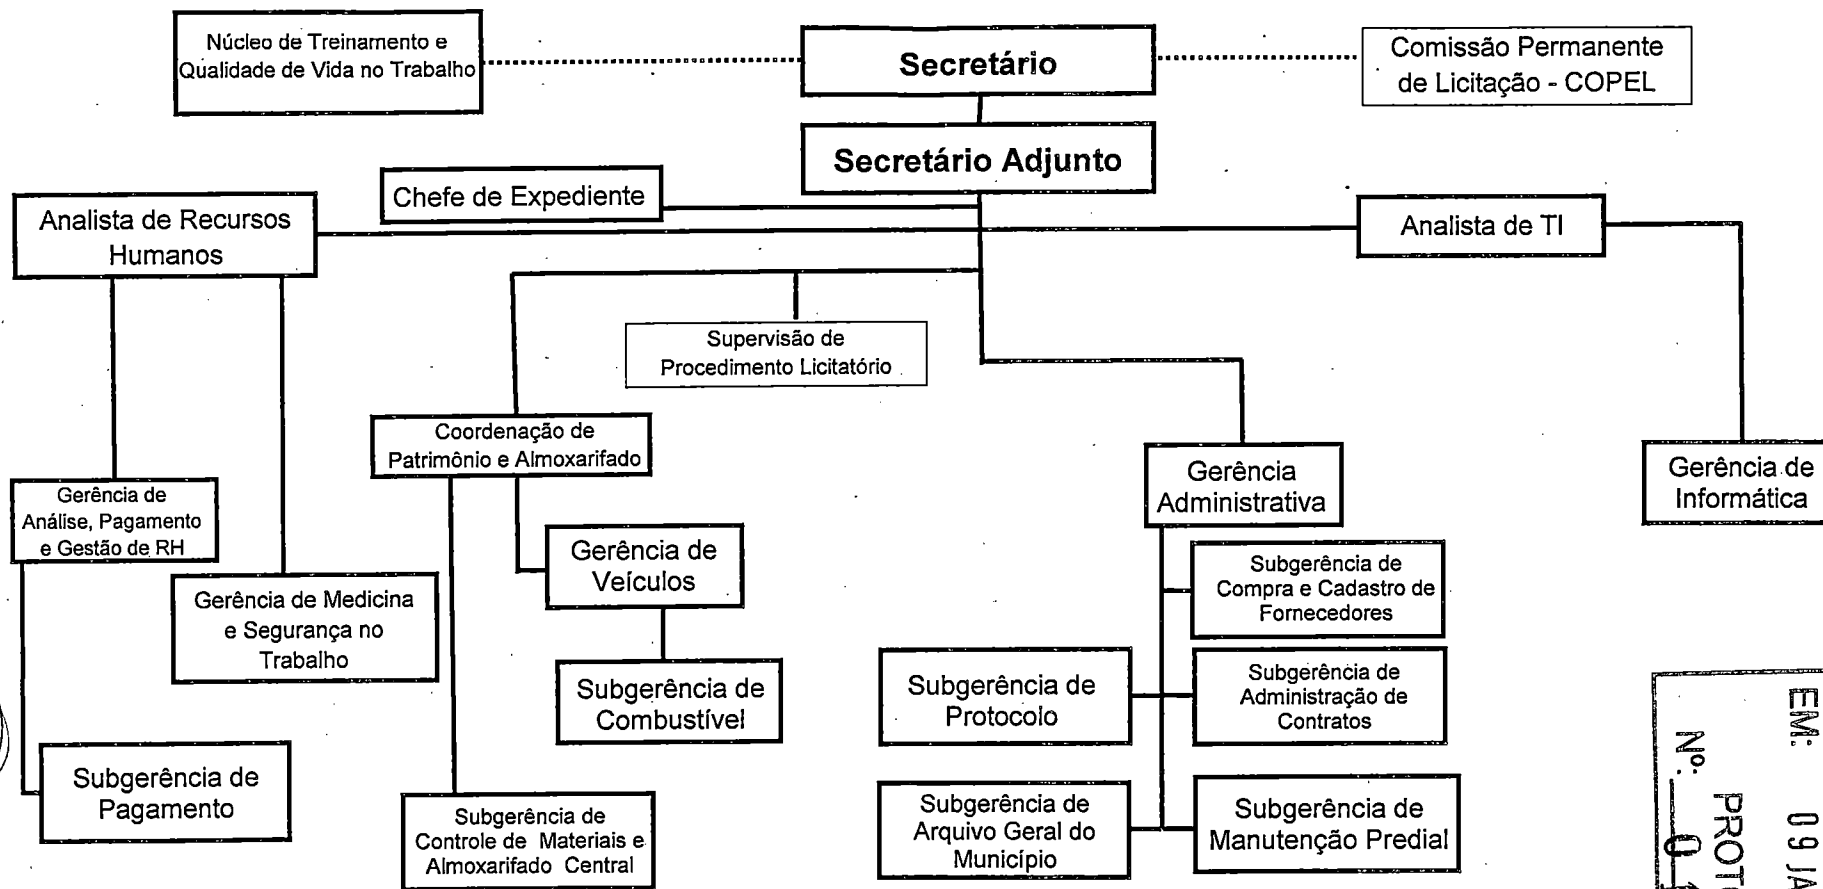 Núcleo de Treinamento e
Qualidade de Vida no Trabalho
Secretário
Comissão Permanente
de Licitação - COPEL
Secretário Adjunto
Chefe de Expediente
Analista de Recursos
Humanos
Analista de TI
Supervisão de
Procedimento Licitatório
Coordenação de
Patrimônio e Almoxarifado
Gerência
Administrativa
Gerência de
Informática
Gerência de
Análise, Pagamento
e Gestão de RH
Gerência de
Veículos
Subgerência de
Compra e Cadastro de
Fornecedores
Gerência de Medicina
e Segurança no
Trabalho
Subgerência de
Combustível
Subgerência de
Protocolo
Subgerência de
Administração de
Contratos
Subgerência de
Pagamento
Subgerência de
Controle de Materiais e
Almoxarifado Central
Subgerência de
Arquivo Geral do
Município
Subgerência de
Manutenção Predial
EM: 09
Nº: